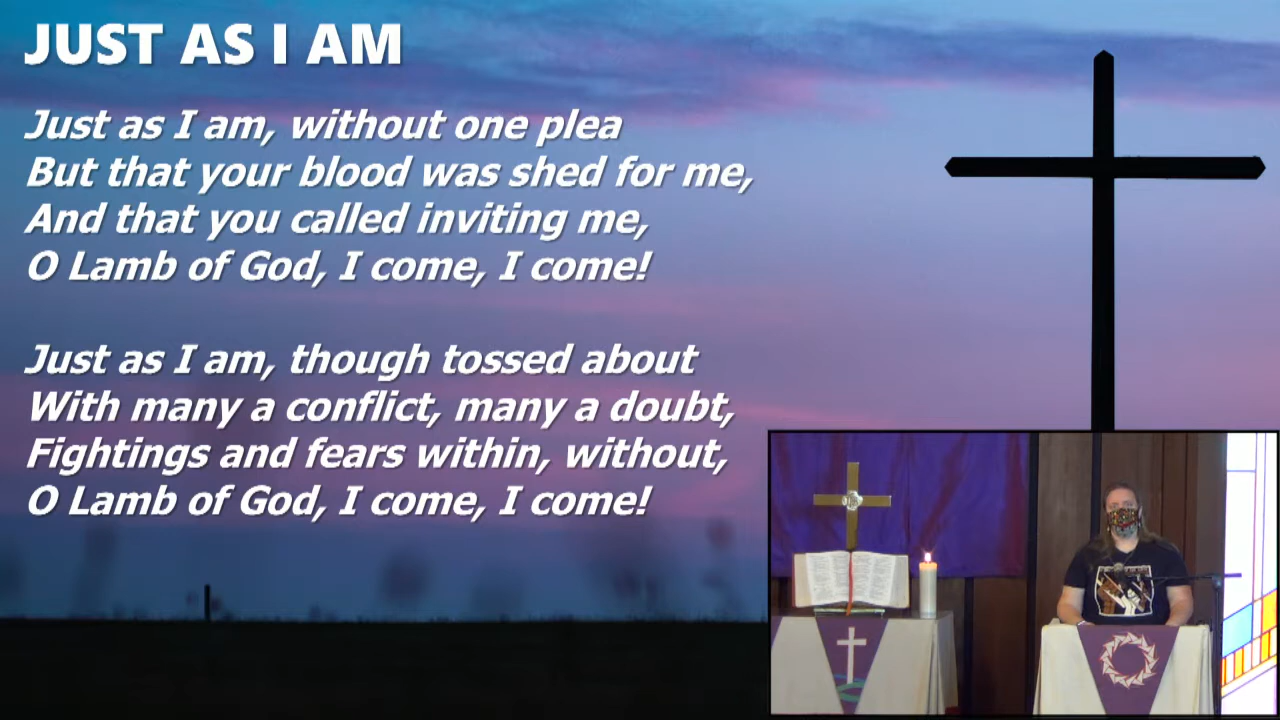 JUST AS I AM
Just as I am, without one plea
But that your blood was shed for me,
And that you called inviting me,
O Lamb of God, I come, I come!
Just as I am, though tossed about
With many a conflict, many a doubt,
Fightings and fears within, without,
O Lamb of God, I come, I come!